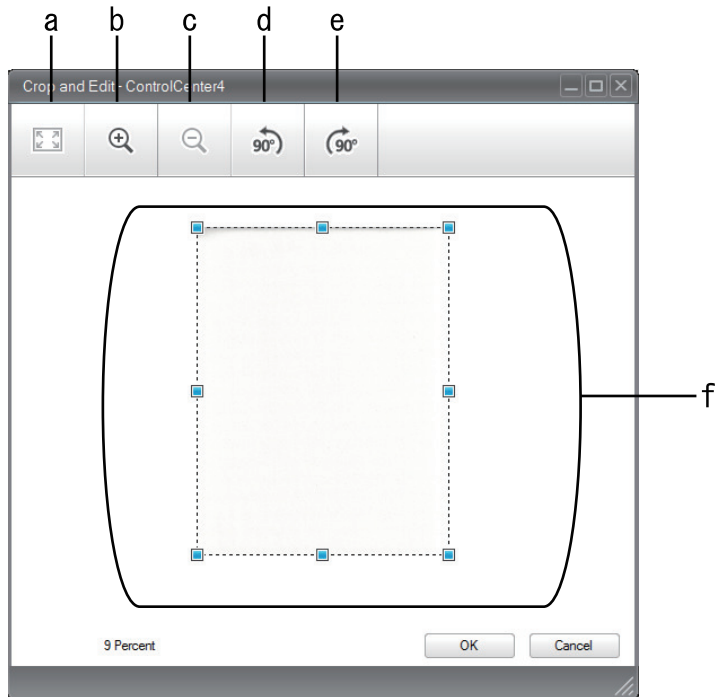 a b c d e
Crop and Edit - ControlCenter4
90° 90°
f
9 Percent OK Cancel